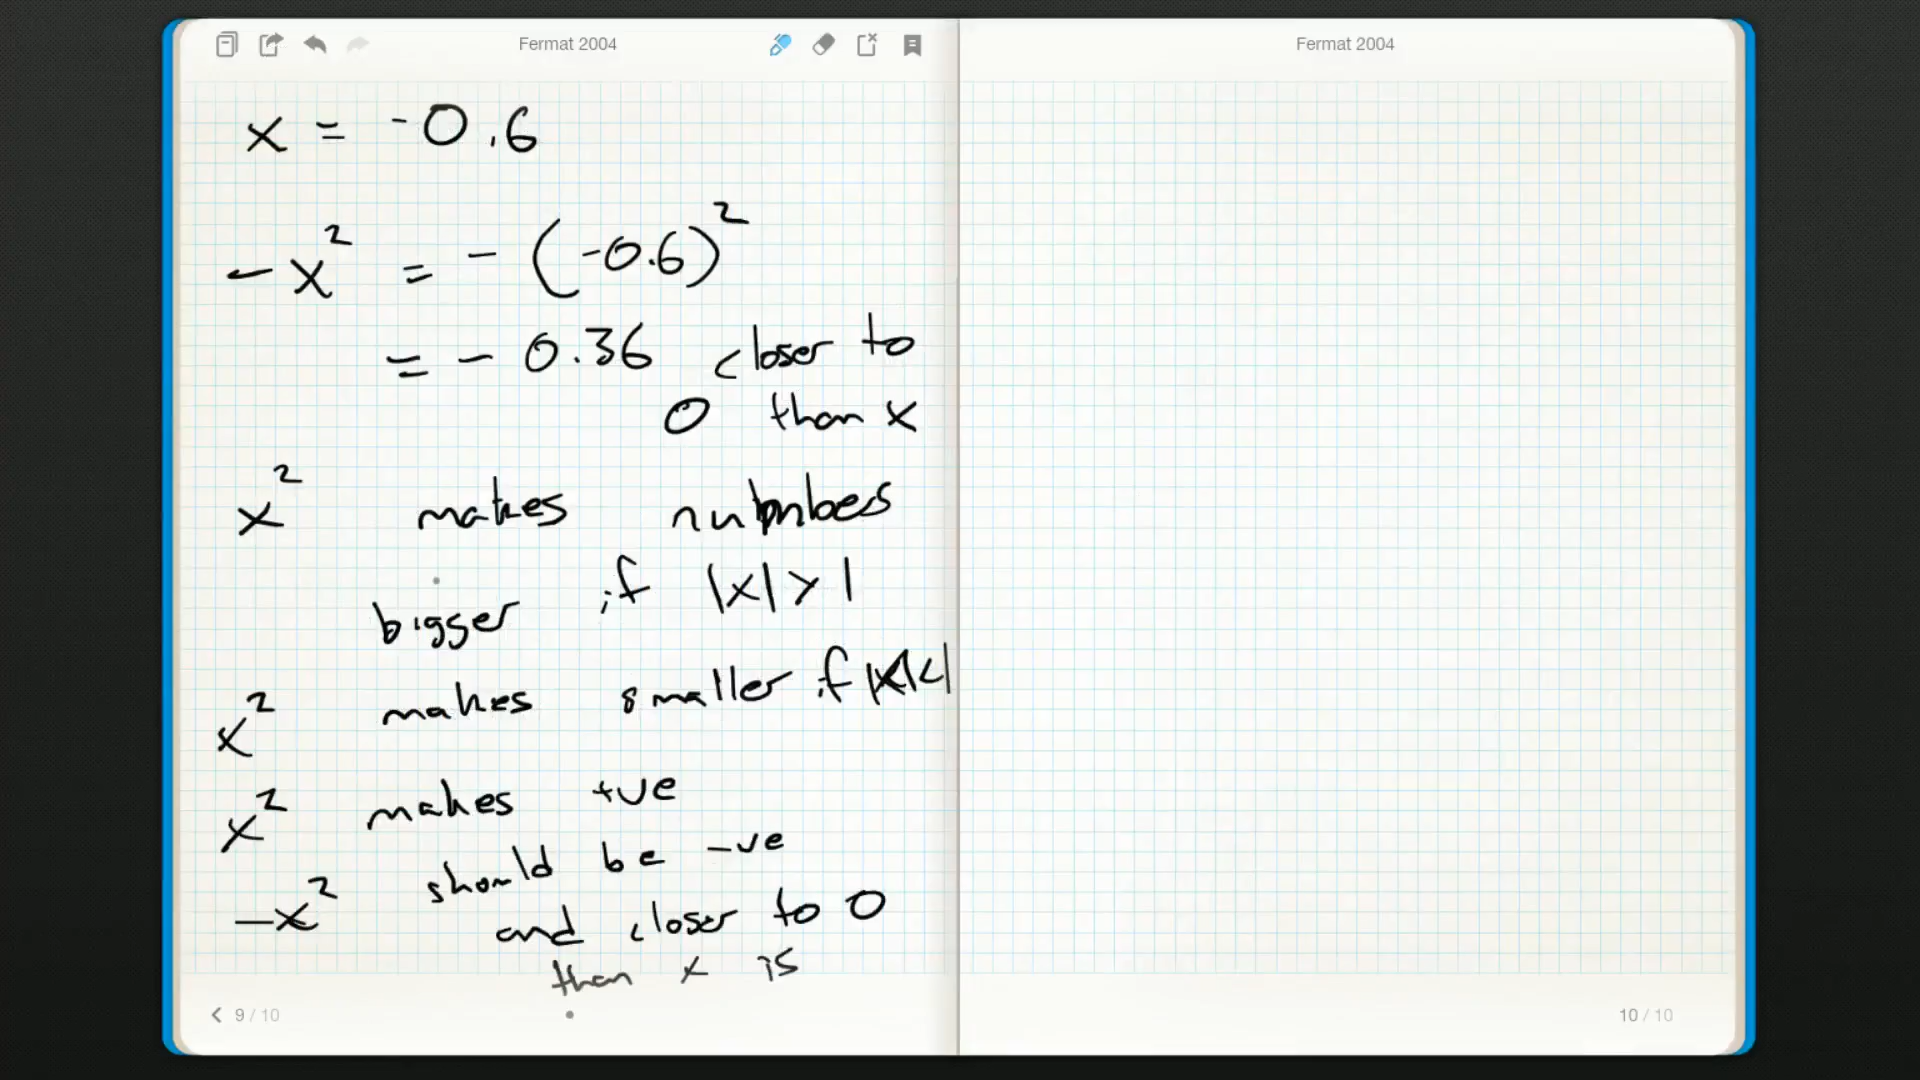 Fermat 2004
x = -0.6
-x² = -(-0.6)²
= -0.36 closer to
0 than x
x² makes numbers
bigger if |x| > 1
x² makes smaller if |x| < 1
x² makes +ve
-x² should be -ve
and closer to 0
than x is
9 / 10
Fermat 2004
10 / 10